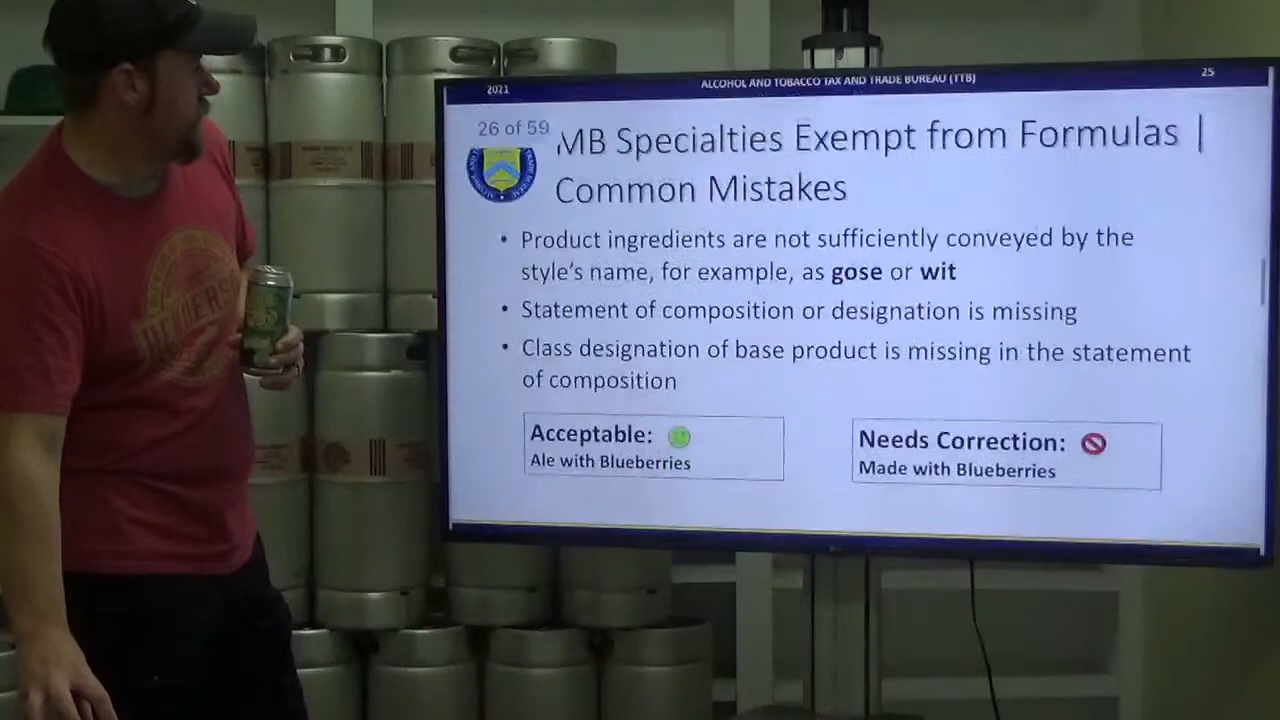 2021
ALCOHOL AND TOBACCO TAX AND TRADE BUREAU (TTB)
25
26 of 59
MB Specialties Exempt from Formulas |
Common Mistakes
• Product ingredients are not sufficiently conveyed by the
style's name, for example, as gose or wit
• Statement of composition or designation is missing
• Class designation of base product is missing in the statement
of composition
Acceptable:
Ale with Blueberries
Needs Correction:
Made with Blueberries